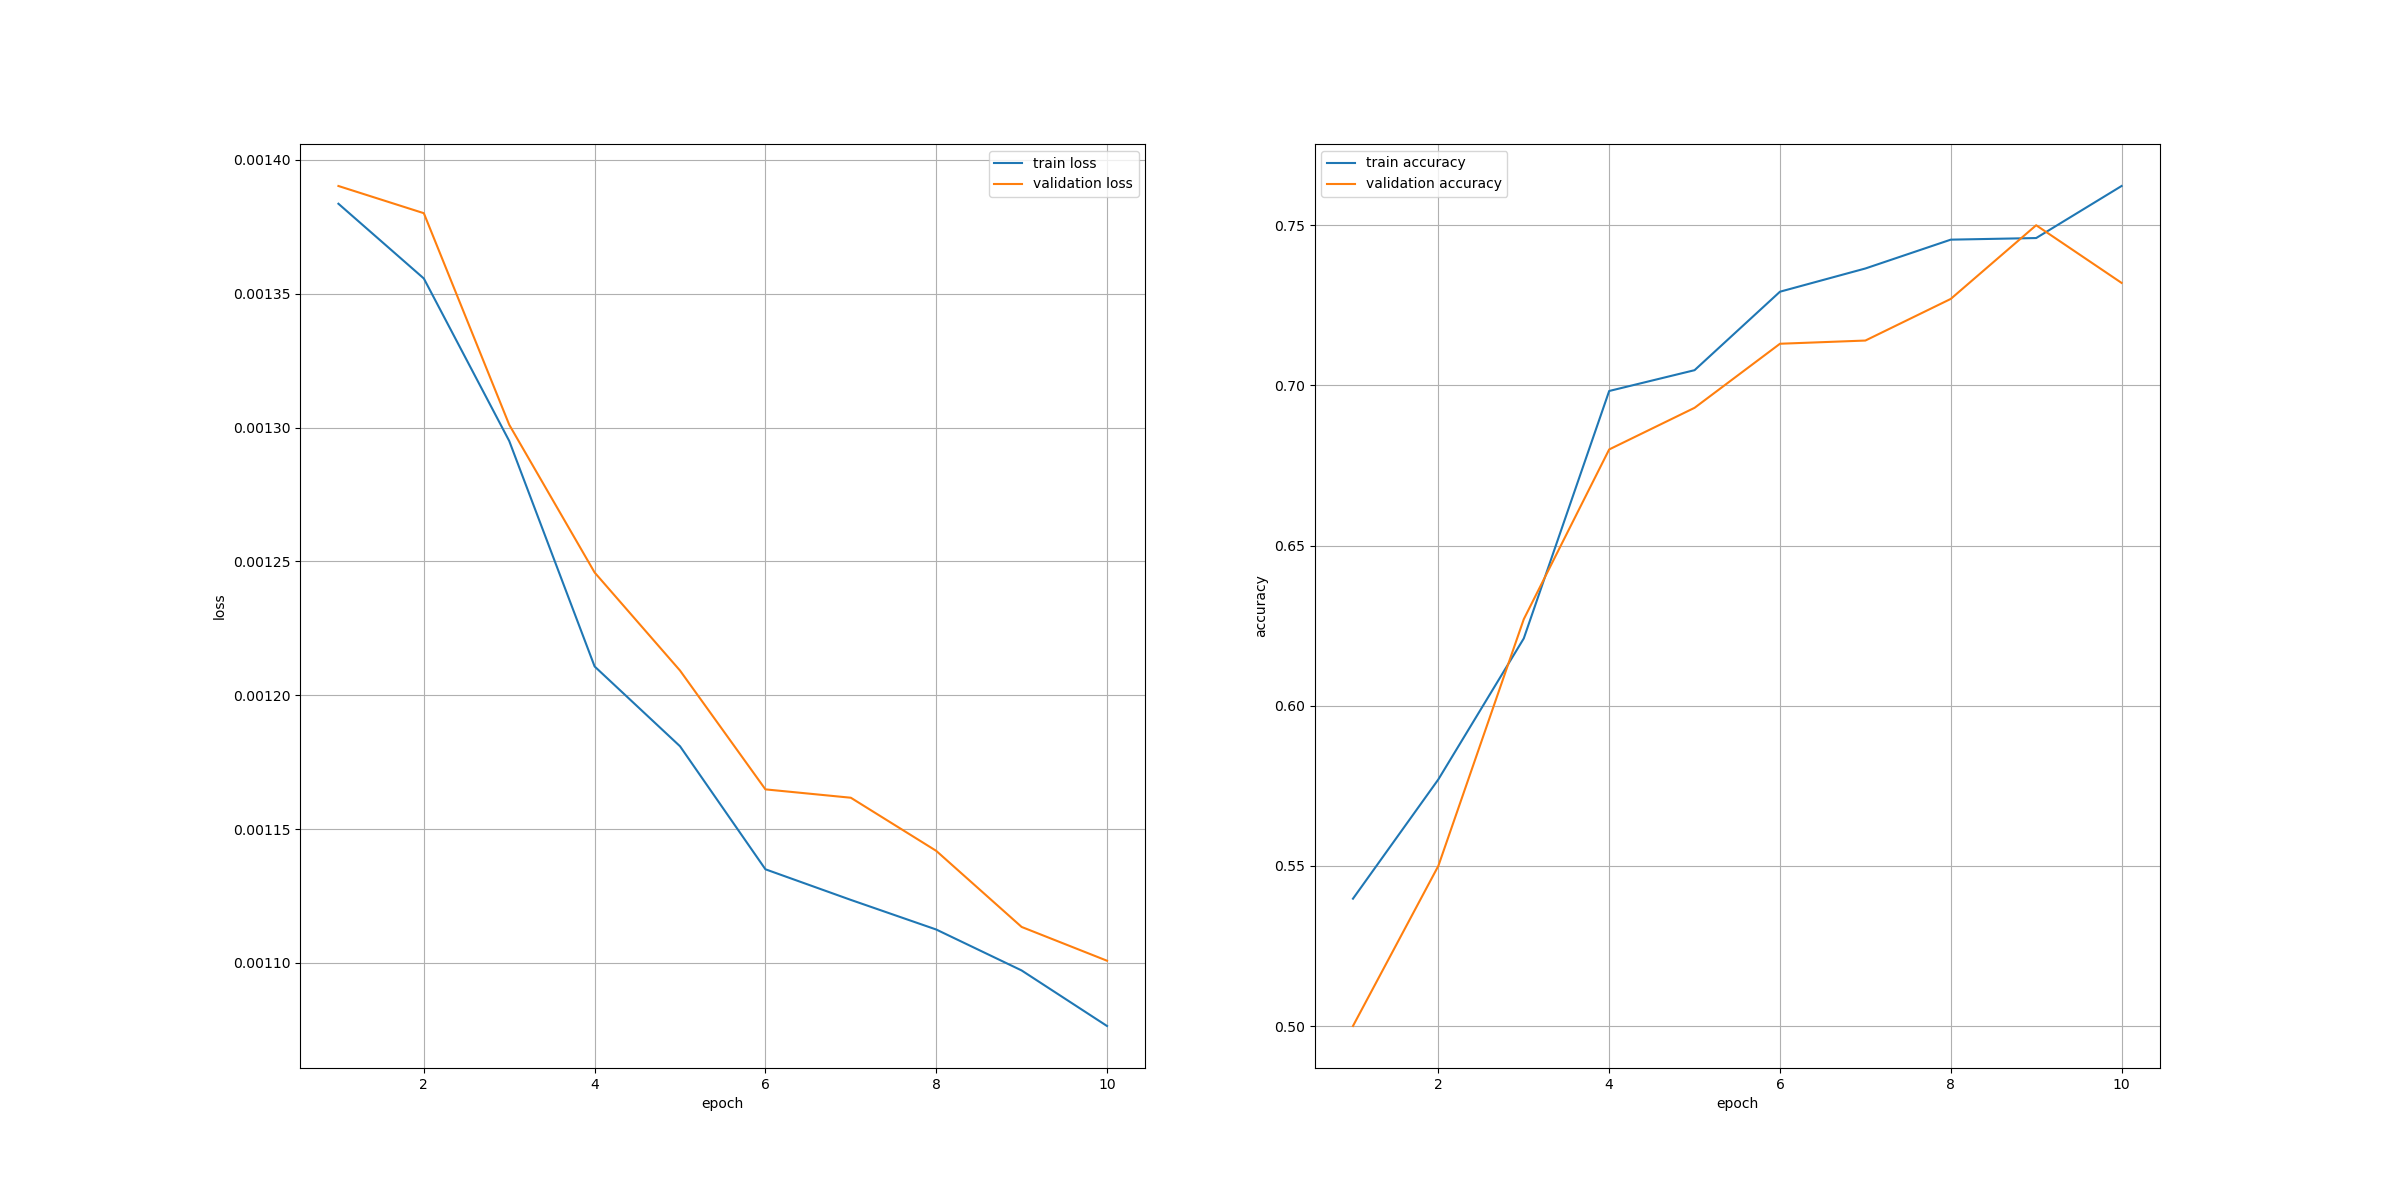 train loss
validation loss
0.00140
0.00135
0.00130
0.00125
0.00120
0.00115
0.00110
loss
2 4 6 8 10
epoch
train accuracy
validation accuracy
0.75
0.70
0.65
0.60
0.55
0.50
accuracy
2 4 6 8 10
epoch